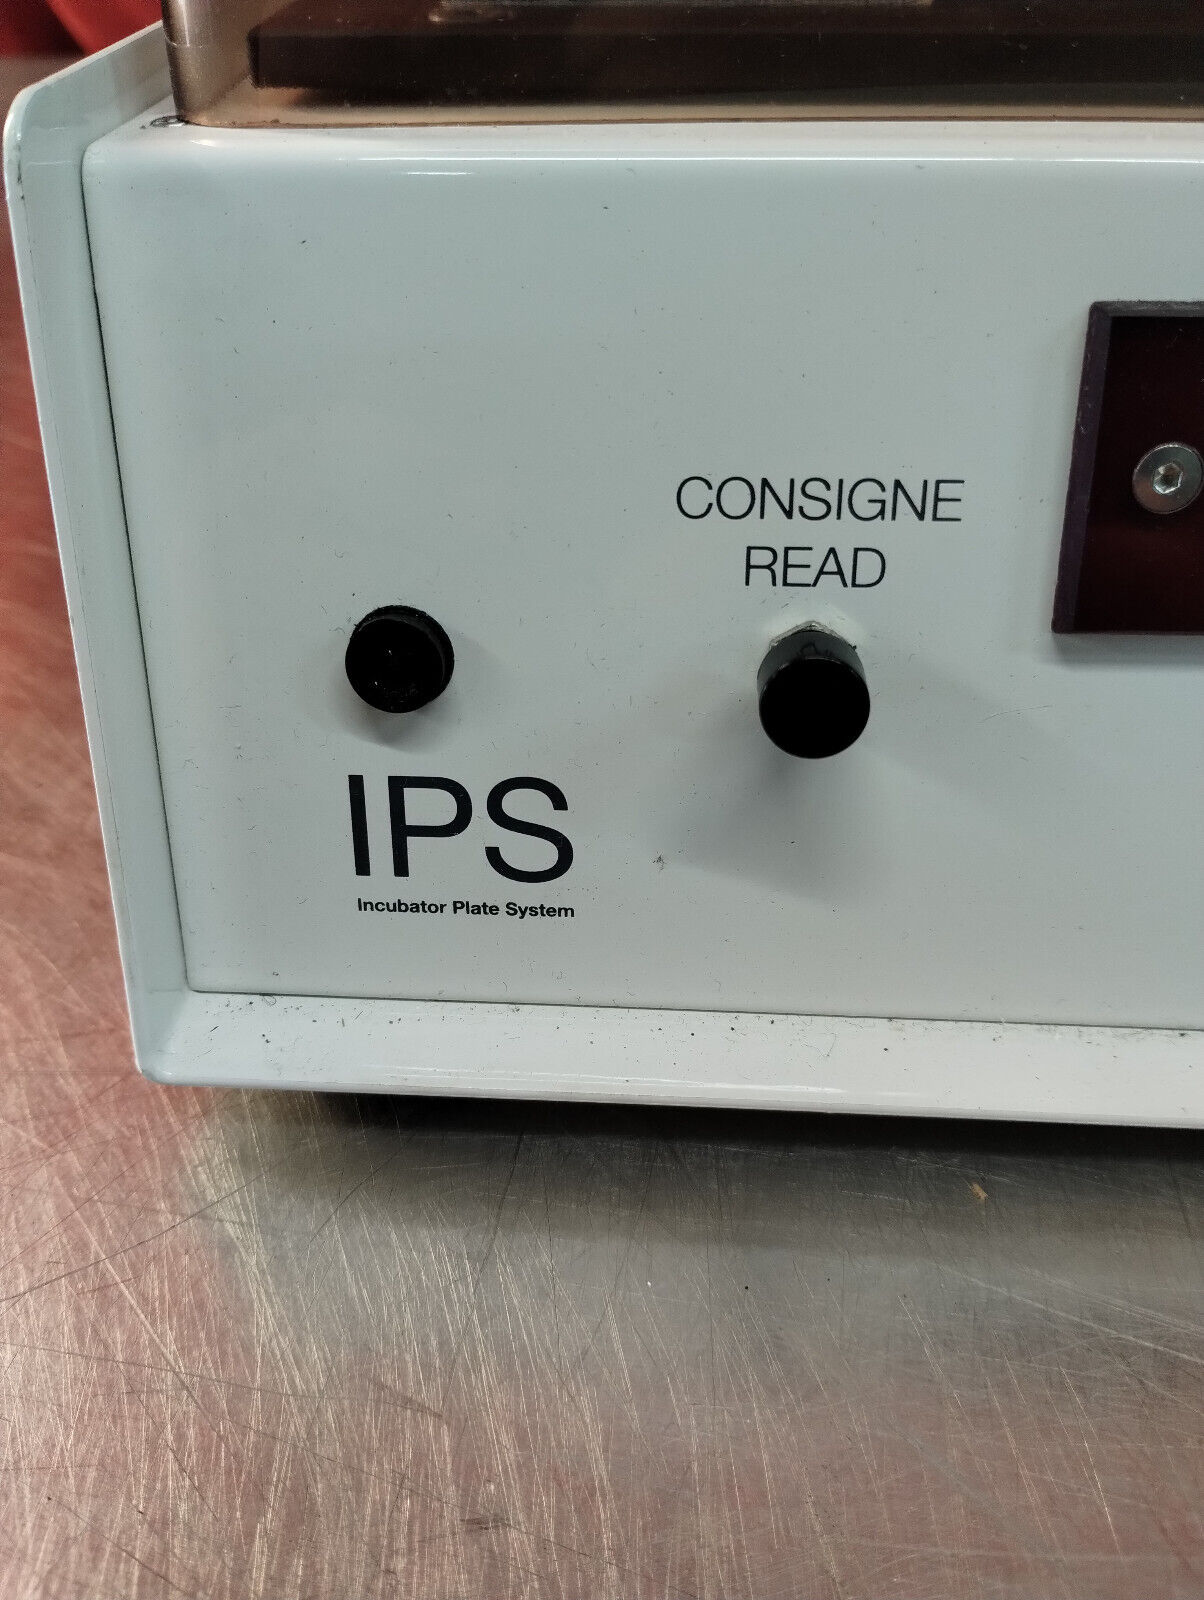 CONSIGNE
READ
IPS
Incubator Plate System